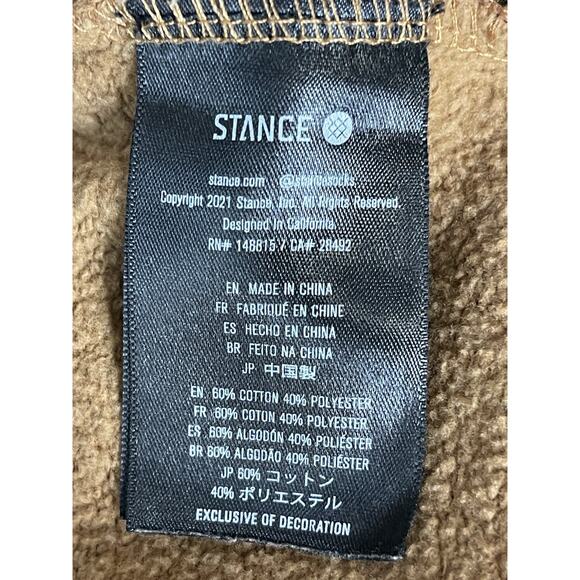 STANCE
stance.com @stancesocks
Copyright 2021 Stance, Inc. All Rights Reserved.
Designed In California.
RN# 148815 / CA# 28492
EN MADE IN CHINA
FR FABRIQUÉ EN CHINE
ES HECHO EN CHINA
BR FEITO NA CHINA
JP 中国製
EN 60% COTTON 40% POLYESTER
FR 60% COTON 40% POLYESTER
ES 60% ALGODÓN 40% POLIÉSTER
BR 60% ALGODÃO 40% POLIÉSTER
JP 60% コットン
40% ポリエステル
EXCLUSIVE OF DECORATION